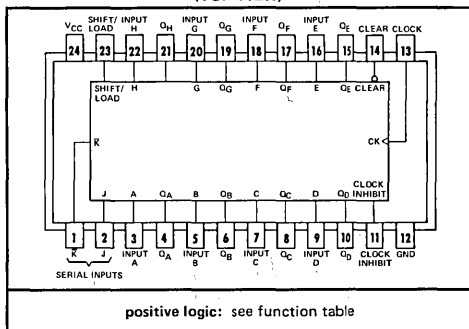 VCC SHIFT/ LOAD INPUT H QH INPUT G QG INPUT F QF INPUT E QE CLEAR CLOCK
24 23 22 21 20 19 18 17 16 15 14 13
SHIFT/ LOAD H G QG F QF E QE CLEAR
K̅ CK
J A QA B QB C QC D QD CLOCK INHIBIT
1 2 3 4 5 6 7 8 9 10 11 12
K̅ J INPUT A QA INPUT B QB INPUT C QC INPUT D QD CLOCK INHIBIT GND
SERIAL INPUTS
positive logic: see function table